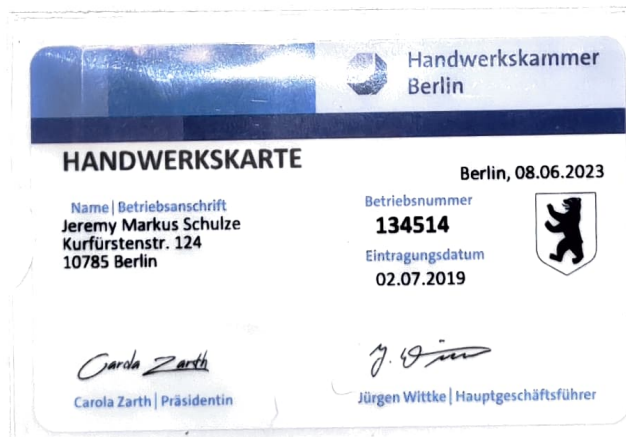 Handwerkskammer
Berlin
HANDWERKSKARTE
Berlin, 08.06.2023
Name | Betriebsanschrift
Jeremy Markus Schulze
Kurfürstenstr. 124
10785 Berlin
Betriebsnummer
134514
Eintragungsdatum
02.07.2019
Carola Zarth
Carola Zarth | Präsidentin
J. Wi
Jürgen Wittke | Hauptgeschäftsführer